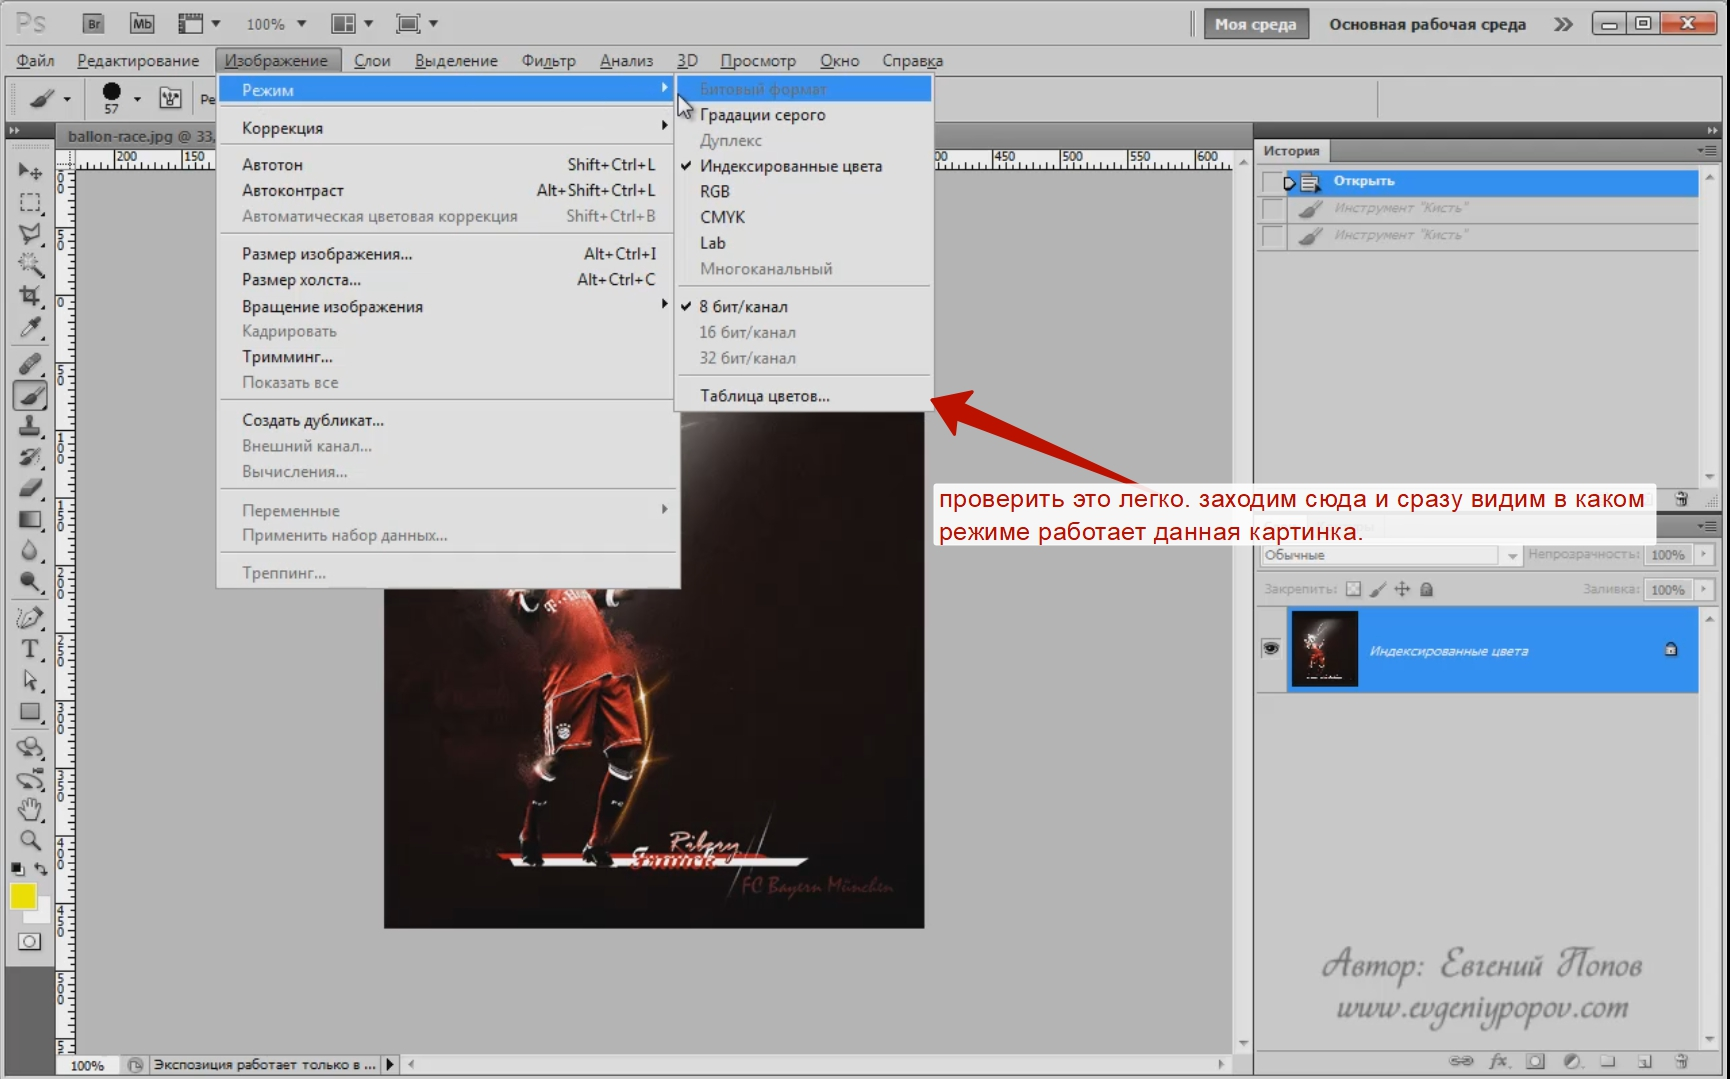 Ps Br Mb 100% Моя среда Основная рабочая среда
Файл Редактирование Изображение Слои Выделение Фильтр Анализ 3D Просмотр Окно Справка
57 Ре
Режим
Коррекция
Автотон Shift+Ctrl+L
Автоконтраст Alt+Shift+Ctrl+L
Автоматическая цветовая коррекция Shift+Ctrl+B
Размер изображения... Alt+Ctrl+I
Размер холста... Alt+Ctrl+C
Вращение изображения
Кадрировать
Тримминг...
Показать все
Создать дубликат...
Внешний канал...
Вычисления...
Переменные
Применить набор данных...
Треппинг...
Битовый формат
Градации серого
Дуплекс
Индексированные цвета
RGB
CMYK
Lab
Многоканальный
8 бит/канал
16 бит/канал
32 бит/канал
Таблица цветов...
ballon-race.jpg @ 33,
200 150 00 450 500 550 600
История
Открыть
Инструмент "Кисть"
Инструмент "Кисть"
проверить это легко. заходим сюда и сразу видим в каком
режиме работает данная картинка.
Обычные Непрозрачность: 100%
Закрепить: Заливка: 100%
Индексированные цвета
Ribery
Franck
FC Bayern München
Автор: Евгений Попов
www.evgeniypopov.com
100% Экспозиция работает только в ...